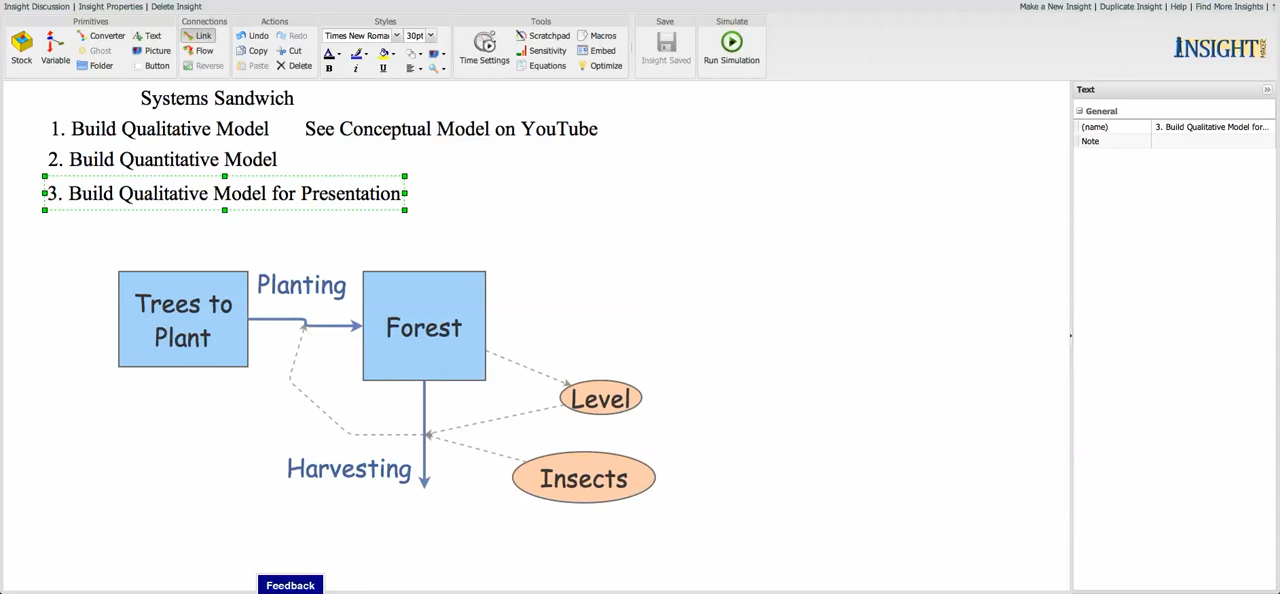 Insight Discussion | Insight Properties | Delete Insight
Make a New Insight | Duplicate Insight | Help | Find More Insights | ↑
Primitives
Connections
Actions
Styles
Tools
Save
Simulate
Stock
Variable
Converter
Ghost
Folder
Text
Picture
Button
Link
Flow
Reverse
Undo
Redo
Copy
Cut
Paste
Delete
Times New Roma
30pt
A
B
i
U
Time Settings
Scratchpad
Sensitivity
Equations
Macros
Embed
Optimize
Insight Saved
Run Simulation
INSIGHT MAKER
Systems Sandwich
1. Build Qualitative Model See Conceptual Model on YouTube
2. Build Quantitative Model
3. Build Qualitative Model for Presentation
Trees to
Plant
Planting
Forest
Level
Harvesting
Insects
Feedback
Text
General
(name) 3. Build Qualitative Model for...
Note